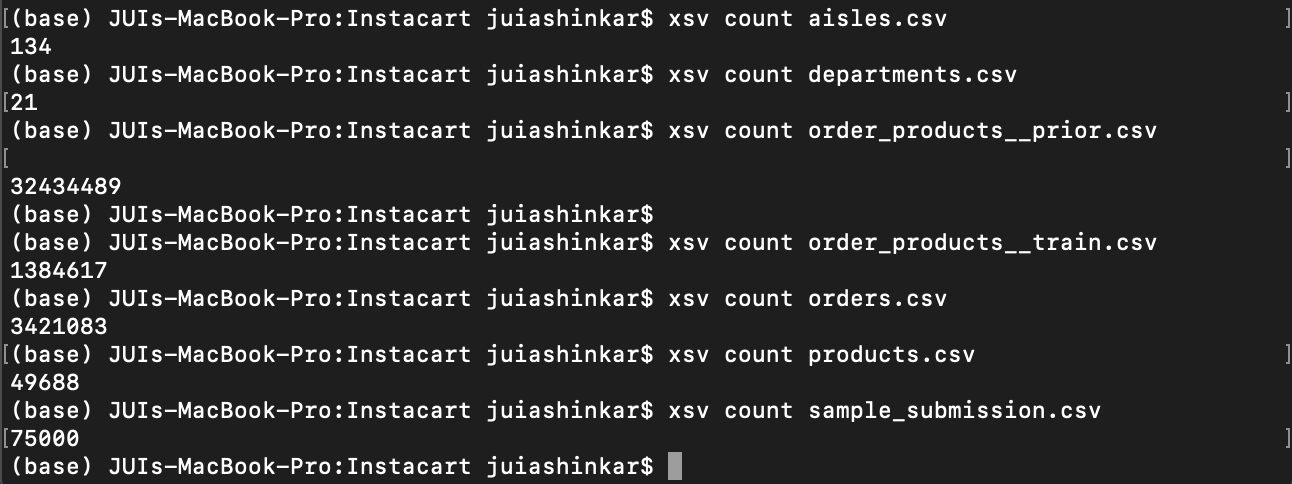 [(base) JUIs-MacBook-Pro:Instacart juiashinkar$ xsv count aisles.csv ]
134
(base) JUIs-MacBook-Pro:Instacart juiashinkar$ xsv count departments.csv
[21 ]
(base) JUIs-MacBook-Pro:Instacart juiashinkar$ xsv count order_products__prior.csv
[ ]
32434489
(base) JUIs-MacBook-Pro:Instacart juiashinkar$
(base) JUIs-MacBook-Pro:Instacart juiashinkar$ xsv count order_products__train.csv
1384617
(base) JUIs-MacBook-Pro:Instacart juiashinkar$ xsv count orders.csv
3421083
[(base) JUIs-MacBook-Pro:Instacart juiashinkar$ xsv count products.csv ]
49688
(base) JUIs-MacBook-Pro:Instacart juiashinkar$ xsv count sample_submission.csv
[75000 ]
(base) JUIs-MacBook-Pro:Instacart juiashinkar$